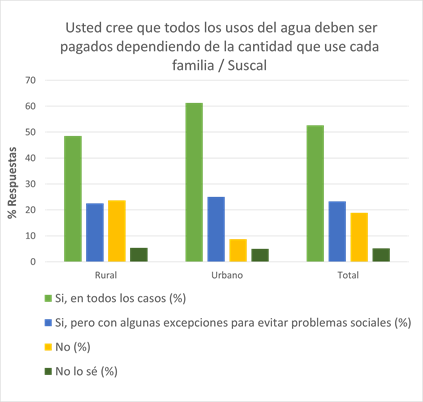 Usted cree que todos los usos del agua deben ser
pagados dependiendo de la cantidad que use cada
familia / Suscal
70
60
50
40
30
20
10
0
% Respuestas
Rural
Urbano
Total
Si, en todos los casos (%)
Si, pero con algunas excepciones para evitar problemas sociales (%)
No (%)
No lo sé (%)